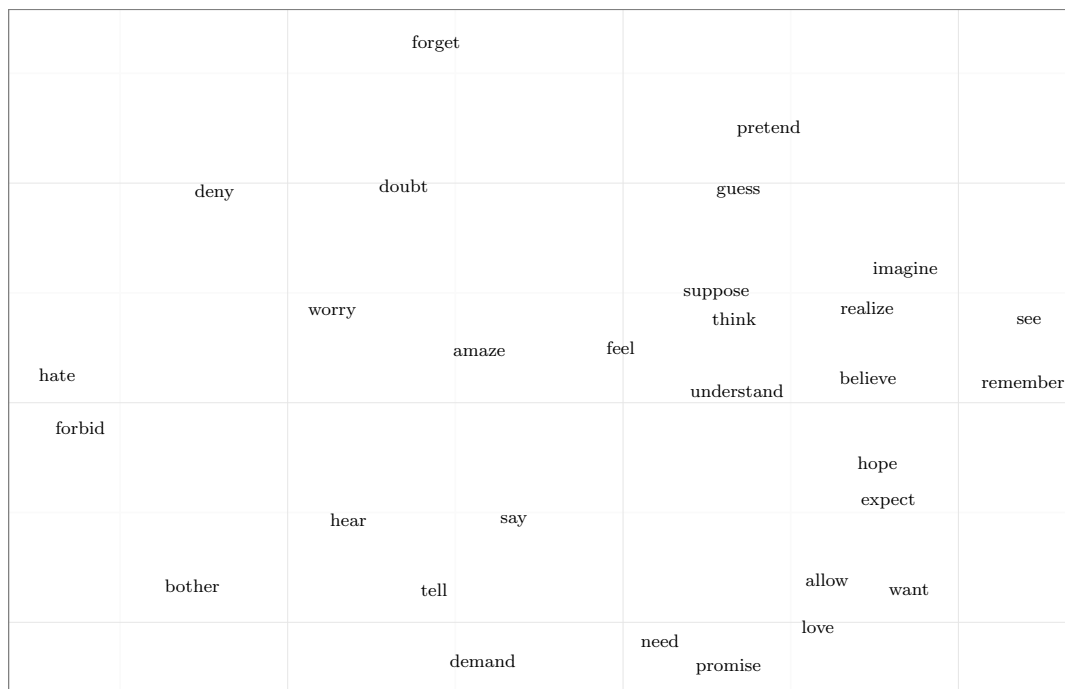 forget
pretend
deny
doubt
guess
imagine
suppose
worry
realize
think
see
amaze
feel
hate
believe
remember
understand
forbid
hope
expect
hear
say
bother
tell
allow
want
love
need
demand
promise